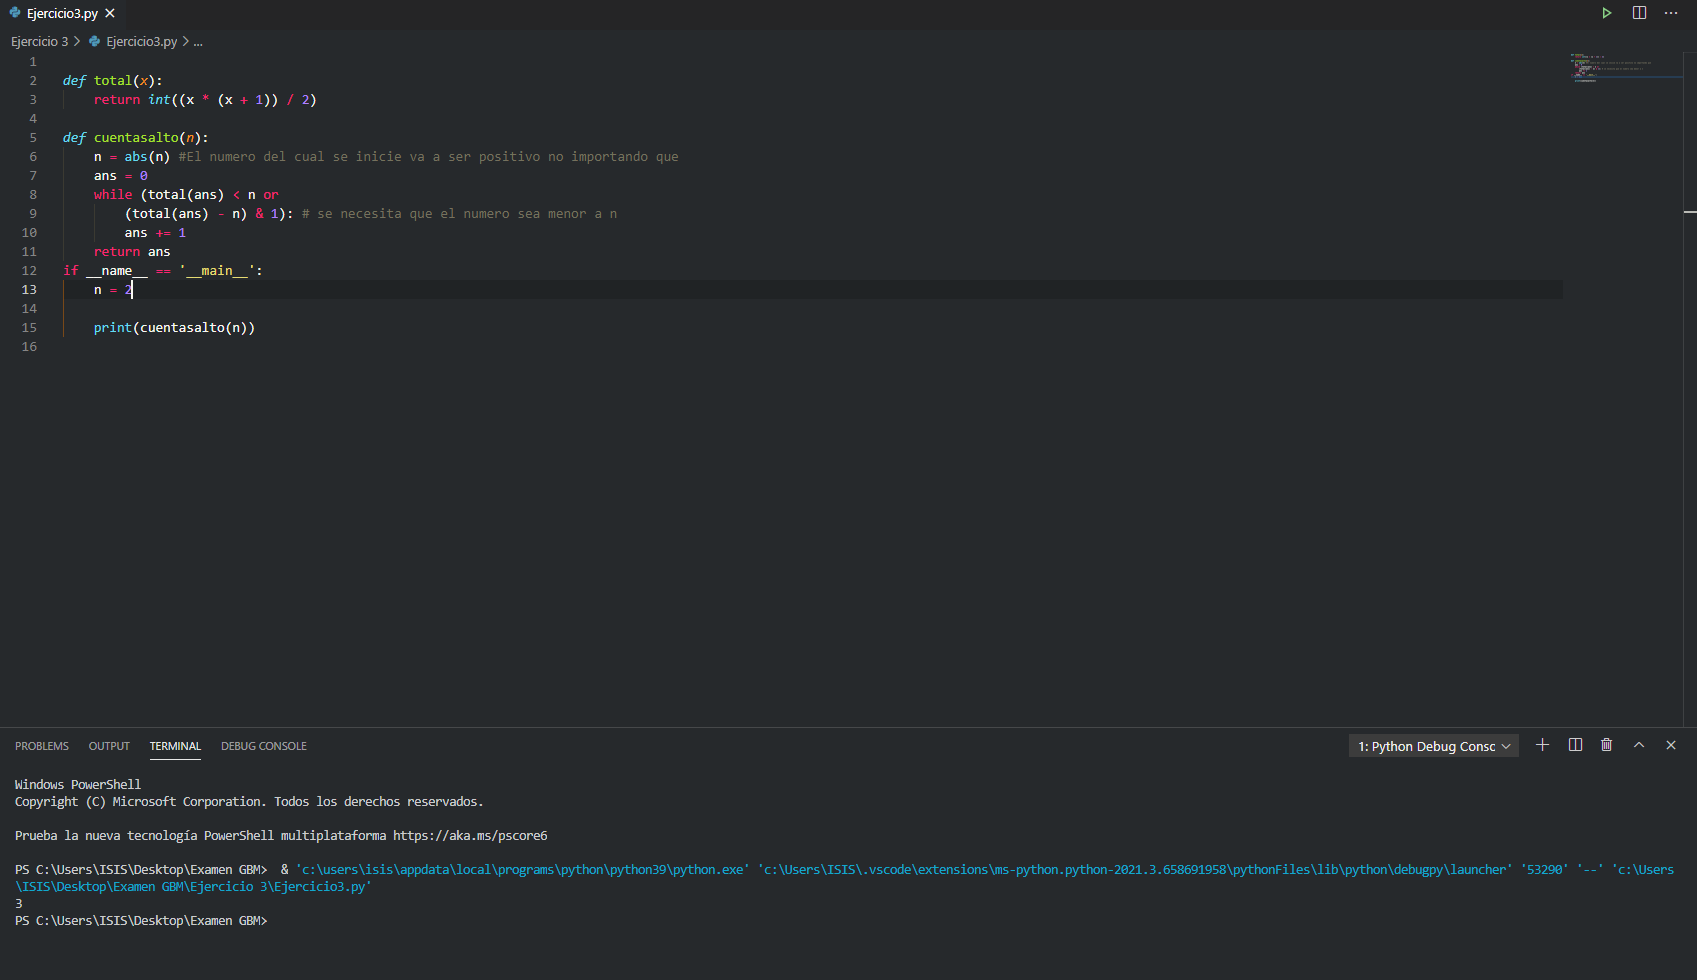 Ejercicio3.py
Ejercicio 3 > Ejercicio3.py > ...
1
2 def total(x):
3     return int((x * (x + 1)) / 2)
4
5 def cuentasalto(n):
6     n = abs(n) #El numero del cual se inicie va a ser positivo no importando que
7     ans = 0
8     while (total(ans) < n or
9         (total(ans) - n) & 1): # se necesita que el numero sea menor a n
10         ans += 1
11     return ans
12 if __name__ == '__main__':
13     n = 2
14
15     print(cuentasalto(n))
16
PROBLEMS OUTPUT TERMINAL DEBUG CONSOLE 1: Python Debug Consc
Windows PowerShell
Copyright (C) Microsoft Corporation. Todos los derechos reservados.
Prueba la nueva tecnología PowerShell multiplataforma https://aka.ms/pscore6
PS C:\Users\ISIS\Desktop\Examen GBM>  & 'c:\users\isis\appdata\local\programs\python\python39\python.exe' 'c:\Users\ISIS\.vscode\extensions\ms-python.python-2021.3.658691958\pythonFiles\lib\python\debugpy\launcher' '53290' '--' 'c:\Users
\ISIS\Desktop\Examen GBM\Ejercicio 3\Ejercicio3.py'
3
PS C:\Users\ISIS\Desktop\Examen GBM>